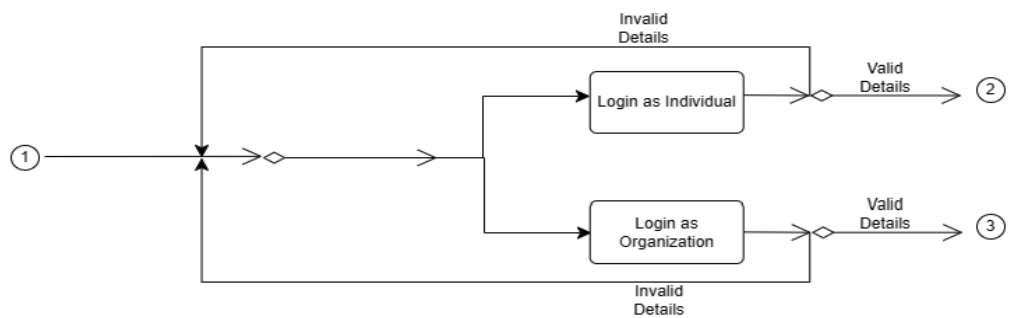 Invalid
Details
Valid
Details
2
Login as Individual
1
Valid
Details
3
Login as
Organization
Invalid
Details